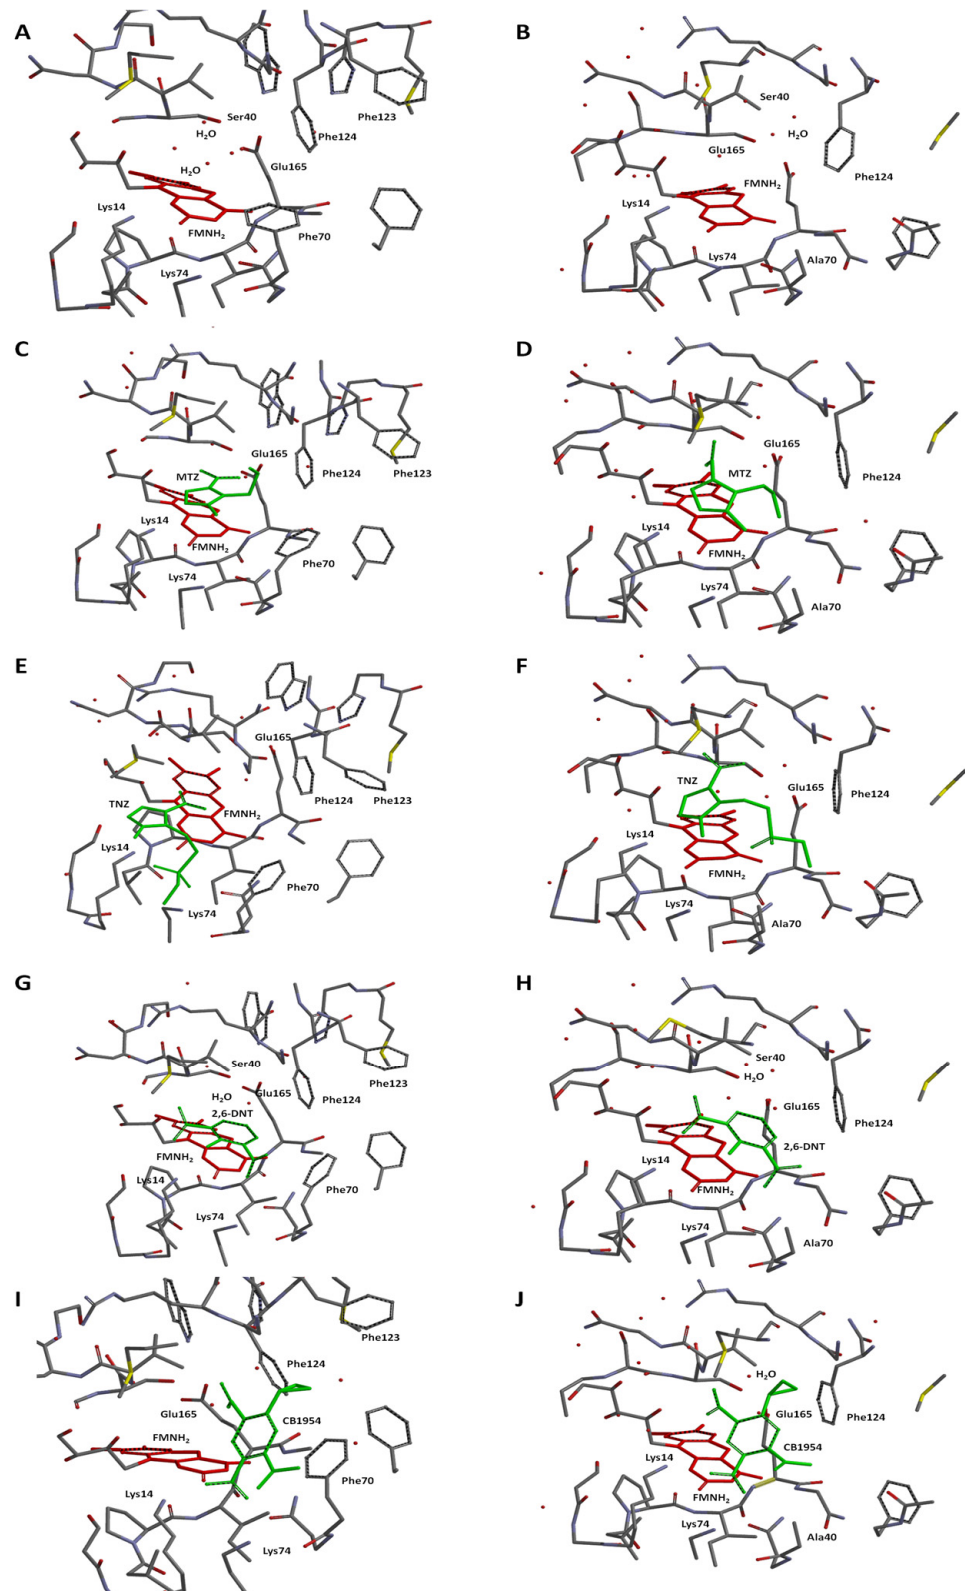 A
Ser40
H₂O
Phe124
Phe123
Glu165
H₂O
Lys14
FMNH₂
Phe70
Lys74
B
H₂O
Glu165
Phe124
FMNH₂
Lys14
Lys74
Ala70
C
Glu165
MTZ
Phe124
Phe123
Lys14
FMNH₂
Phe70
Lys74
D
Glu165
MTZ
Phe124
Lys14
FMNH₂
Lys74
Ala70
E
Glu165
TNZ
FMNH₂
Phe124
Phe123
Lys14
Phe70
Lys74
F
TNZ
Glu165
Phe124
Lys14
FMNH₂
Lys74
Ala70
G
Ser40
Phe123
H₂O
Glu165
Phe124
2,6-DNT
FMNH₂
Lys14
Phe70
Lys74
H
Ser40
H₂O
Glu165
Phe124
2,6-DNT
Lys14
FMNH₂
Lys74
Ala70
I
Phe123
Phe124
Glu165
CB1954
FMNH₂
Phe70
Lys14
Lys74
J
H₂O
Glu165
Phe124
CB1954
Lys14
FMNH₂
Lys74
Ala40